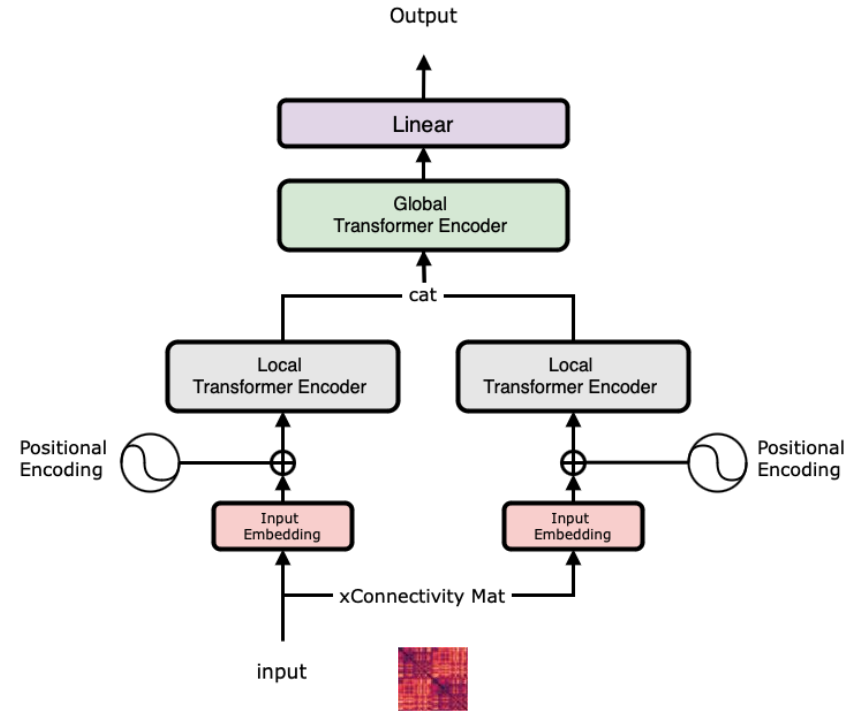 Output
Linear
Global
Transformer Encoder
cat
Local
Transformer Encoder
Local
Transformer Encoder
Positional
Encoding
Positional
Encoding
Input
Embedding
Input
Embedding
xConnectivity Mat
input